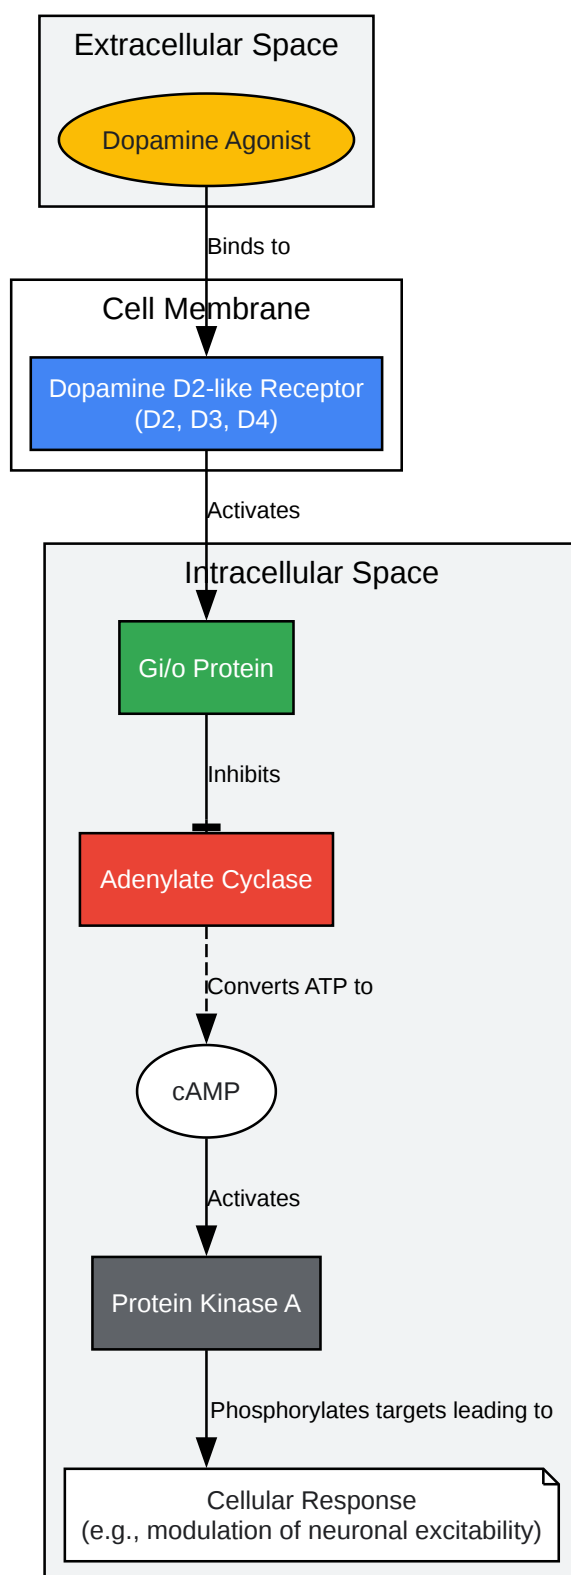 Extracellular Space
Dopamine Agonist
Binds to
Cell Membrane
Dopamine D2-like Receptor
(D2, D3, D4)
Activates
Intracellular Space
Gi/o Protein
Inhibits
Adenylate Cyclase
Converts ATP to
cAMP
Activates
Protein Kinase A
Phosphorylates targets leading to
Cellular Response
(e.g., modulation of neuronal excitability)